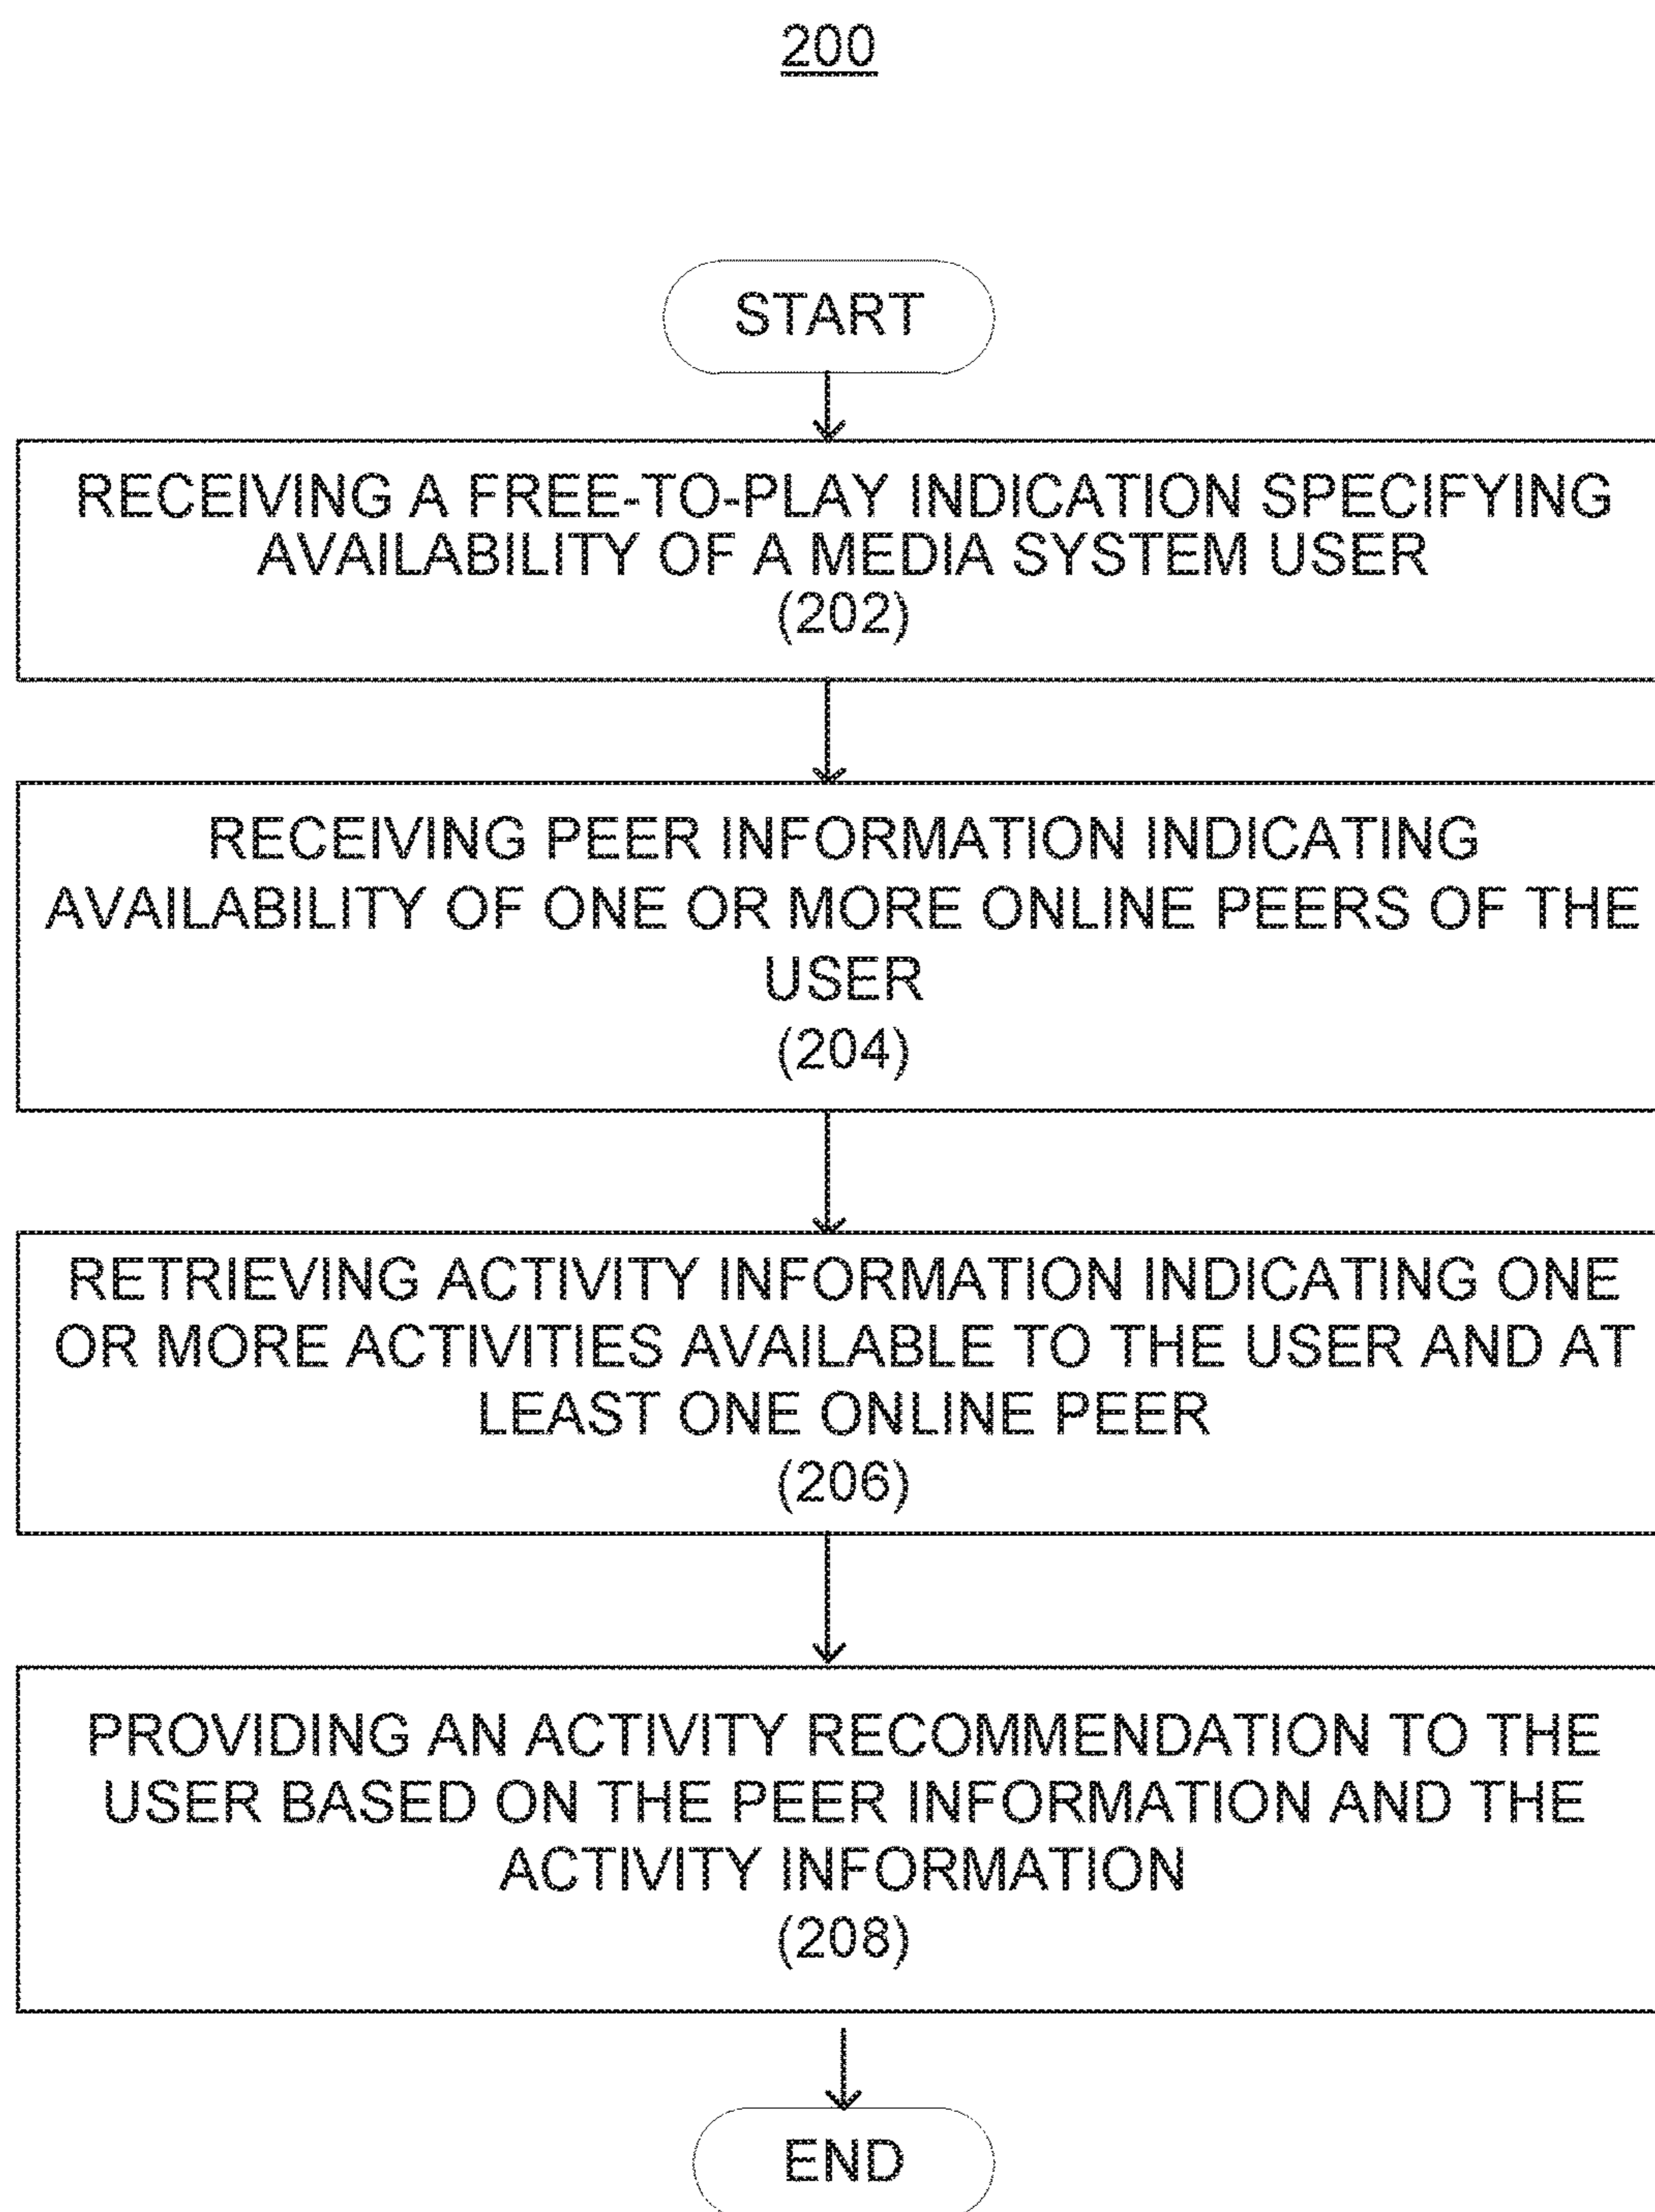 200
START
RECEIVING A FREE-TO-PLAY INDICATION SPECIFYING
AVAILABILITY OF A MEDIA SYSTEM USER
(202)
RECEIVING PEER INFORMATION INDICATING
AVAILABILITY OF ONE OR MORE ONLINE PEERS OF THE
USER
(204)
RETRIEVING ACTIVITY INFORMATION INDICATING ONE
OR MORE ACTIVITIES AVAILABLE TO THE USER AND AT
LEAST ONE ONLINE PEER
(206)
PROVIDING AN ACTIVITY RECOMMENDATION TO THE
USER BASED ON THE PEER INFORMATION AND THE
ACTIVITY INFORMATION
(208)
END